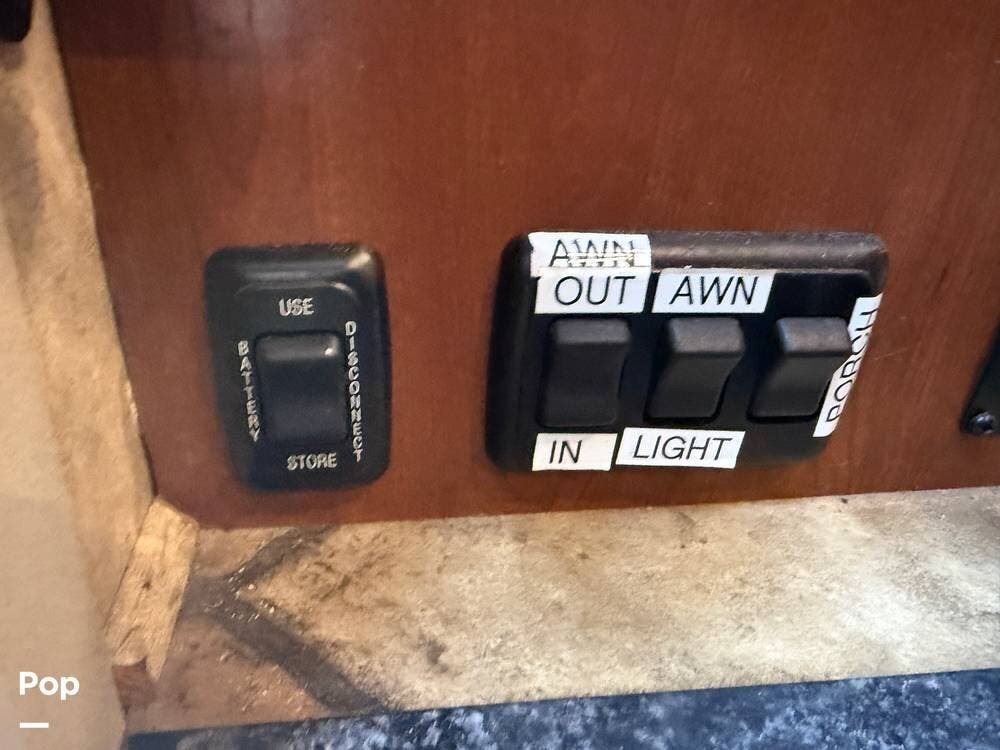 USE
BATTERY
DISCONNECT
STORE
AWN
OUT
AWN
PORCH
IN
LIGHT
Pop